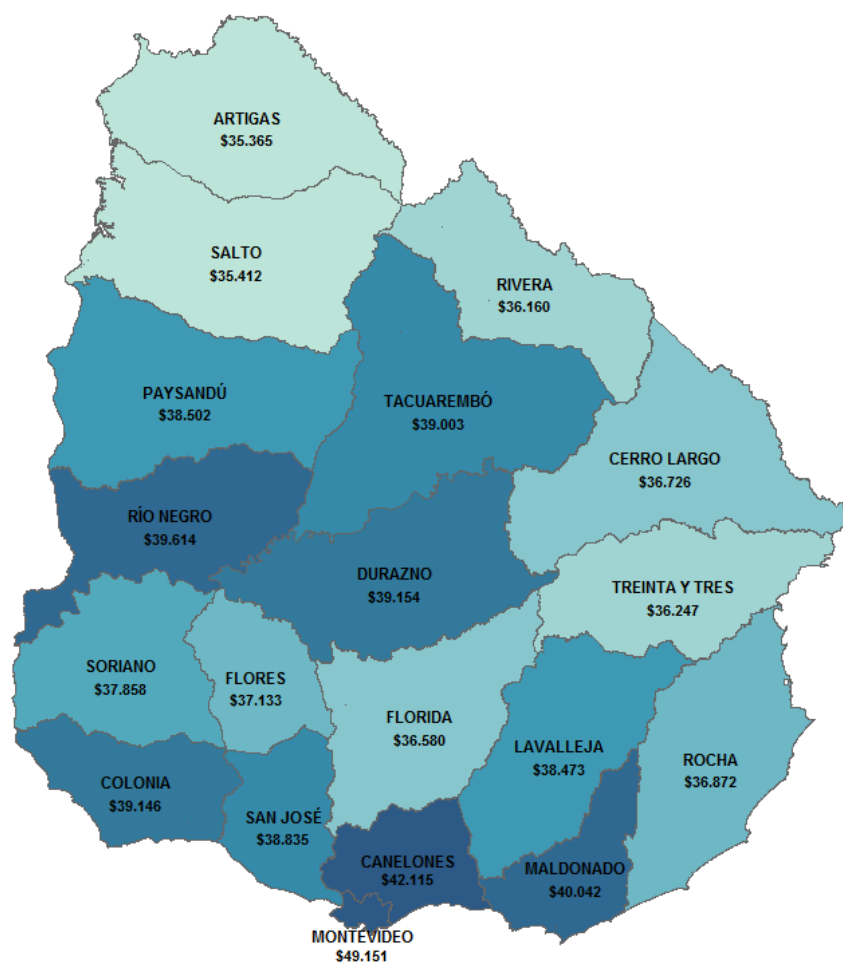 ARTIGAS
$35.365
SALTO
$35.412
RIVERA
$36.160
PAYSANDÚ
$38.502
TACUAREMBÓ
$39.003
CERRO LARGO
$36.726
RÍO NEGRO
$39.614
DURAZNO
$39.154
TREINTA Y TRES
$36.247
SORIANO
$37.858
FLORES
$37.133
FLORIDA
$36.580
LAVALLEJA
$38.473
ROCHA
$36.872
COLONIA
$39.146
SAN JOSÉ
$38.835
CANELONES
$42.115
MALDONADO
$40.042
MONTEVIDEO
$49.151